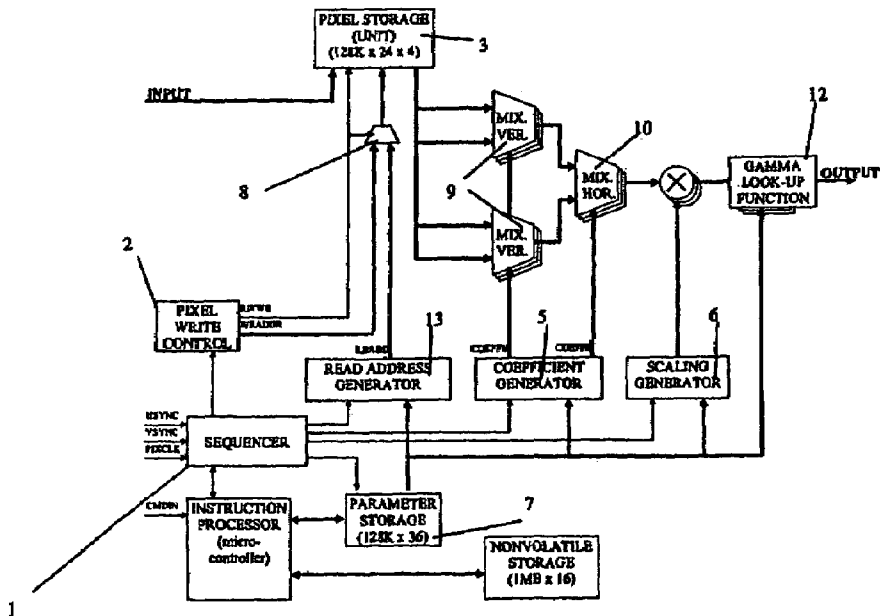 PIXEL STORAGE
(UNIT)
(128K x 24 x 4)
3
INPUT
MIX.
VER.
10
12
8
9
MIX.
HOR.
GAMMA
LOOK-UP
FUNCTION
OUTPUT
MIX.
VER.
2
PIXEL
WRITE
CONTROL
13
5
6
READ ADDRESS
GENERATOR
COEFFICIENT
GENERATOR
SCALING
GENERATOR
HSYNC
VSYNC
PIXCLK
SEQUENCER
CMDIN
INSTRUCTION
PROCESSOR
(micro-
controller)
PARAMETER
STORAGE
(128K x 36)
7
NONVOLATILE
STORAGE
(1MB x 16)
1